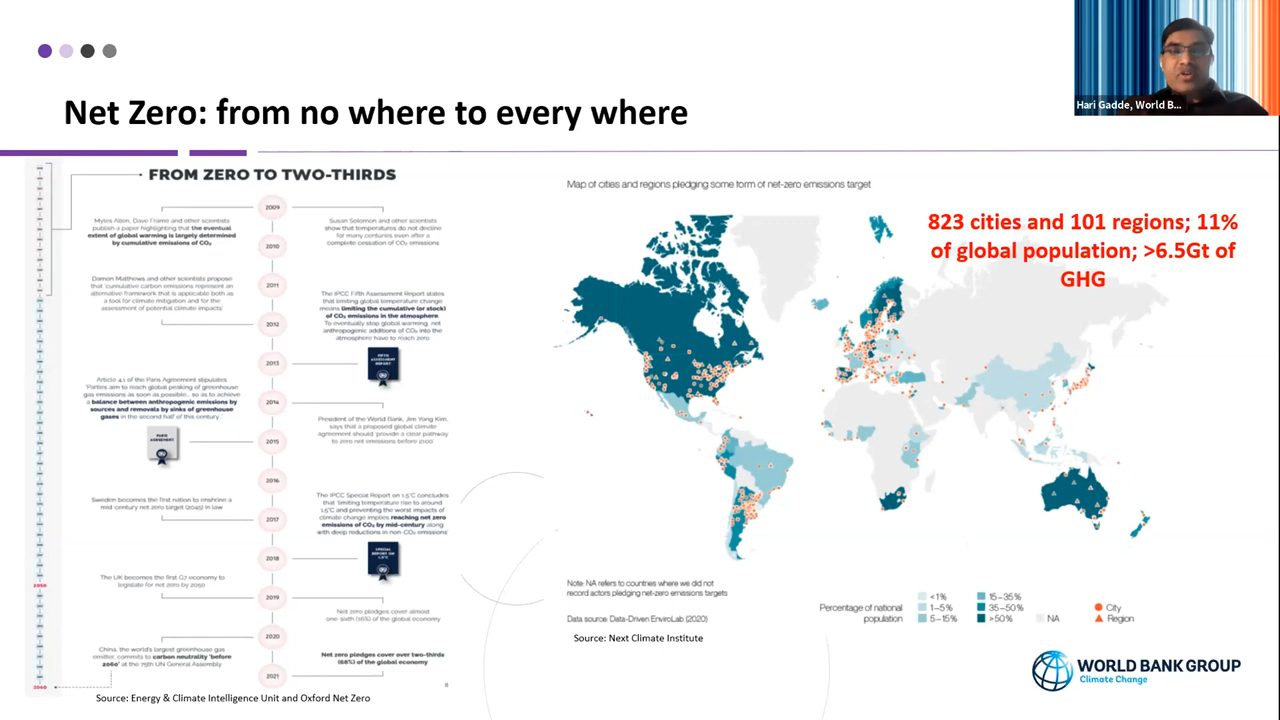 Hari Gadde, World B...
Net Zero: from no where to every where
FROM ZERO TO TWO-THIRDS
2009
Myles Allen, Dave Frame and other scientists
publish a paper highlighting that the eventual
extent of global warming is largely determined
by cumulative emissions of CO₂
Susan Solomon and other scientists
show that temperatures do not decline
for many centuries even after a
complete cessation of CO₂ emissions
2010
Damon Matthews and other scientists propose
that 'cumulative carbon emissions represent an
alternative framework that is applicable both as
a tool for climate mitigation and for the
assessment of potential climate impacts
2011
The IPCC Fifth Assessment Report states
that limiting global temperature change
means limiting the cumulative (or stock)
of CO₂ emissions in the atmosphere
To eventually stop global warming, net
anthropogenic additions of CO₂ into the
atmosphere have to reach zero
2012
2013
FIFTH
ASSESSMENT
REPORT
Article 4.1 of the Paris Agreement stipulates
'Parties aim to reach global peaking of greenhouse
gas emissions as soon as possible... so as to achieve
a balance between anthropogenic emissions by
sources and removals by sinks of greenhouse
gases in the second half of this century.
2014
President of the World Bank, Jim Yong Kim,
says that a proposed global climate
agreement should 'provide a clear pathway
to zero net emissions before 2100'
PARIS
AGREEMENT
2015
2016
Sweden becomes the first nation to enshrine a
mid-century net zero target (2045) in law
The IPCC Special Report on 1.5°C concludes
that 'limiting temperature rise to around
1.5°C and preventing the worst impacts of
climate change implies reaching net zero
emissions of CO₂ by mid-century along
with deep reductions in non-CO₂ emissions
2017
2018
SPECIAL
REPORT ON
1.5°C
The UK becomes the first G7 economy to
legislate for net zero by 2050
2019
Net zero pledges cover almost
one-sixth (16%) of the global economy
2020
China, the world's largest greenhouse gas
emitter, commits to carbon neutrality 'before
2060' at the 75th UN General Assembly
Net zero pledges cover over two-thirds
(68%) of the global economy
2021
2050
2060
8
Source: Energy & Climate Intelligence Unit and Oxford Net Zero
Map of cities and regions pledging some form of net-zero emissions target
823 cities and 101 regions; 11%
of global population; >6.5Gt of
GHG
Note: NA refers to countries where we did not
record actors pledging net-zero emissions targets
Data source: Data-Driven EnviroLab (2020)
Source: Next Climate Institute
Percentage of national
population
<1%
1–5%
5–15%
15–35%
35–50%
>50%
NA
City
Region
WORLD BANK GROUP
Climate Change